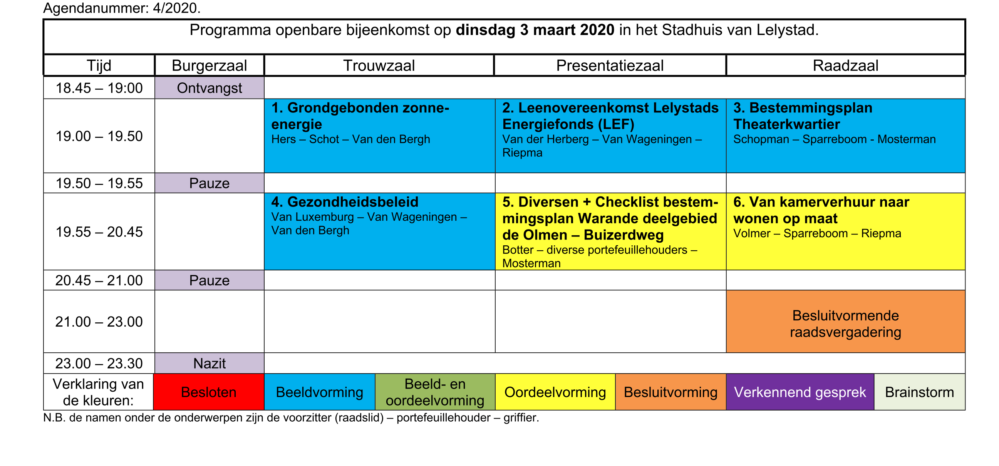 Agendanummer: 4/2020.
Programma openbare bijeenkomst op dinsdag 3 maart 2020 in het Stadhuis van Lelystad.
Tijd
Burgerzaal
Trouwzaal
Presentatiezaal
Raadzaal
18.45 – 19:00
Ontvangst
19.00 – 19.50
1. Grondgebonden zonne-
energie
Hers – Schot – Van den Bergh
2. Leenovereenkomst Lelystads
Energiefonds (LEF)
Van der Herberg – Van Wageningen –
Riepma
3. Bestemmingsplan
Theaterkwartier
Schopman – Sparreboom - Mosterman
19.50 – 19.55
Pauze
19.55 – 20.45
4. Gezondheidsbeleid
Van Luxemburg – Van Wageningen –
Van den Bergh
5. Diversen + Checklist bestem-
mingsplan Warande deelgebied
de Olmen – Buizerdweg
Botter – diverse portefeuillehouders –
Mosterman
6. Van kamerverhuur naar
wonen op maat
Volmer – Sparreboom – Riepma
20.45 – 21.00
Pauze
21.00 – 23.00
Besluitvormende
raadsvergadering
23.00 – 23.30
Nazit
Verklaring van
de kleuren:
Besloten
Beeldvorming
Beeld- en
oordeelvorming
Oordeelvorming
Besluitvorming
Verkennend gesprek
Brainstorm
N.B. de namen onder de onderwerpen zijn de voorzitter (raadslid) – portefeuillehouder – griffier.